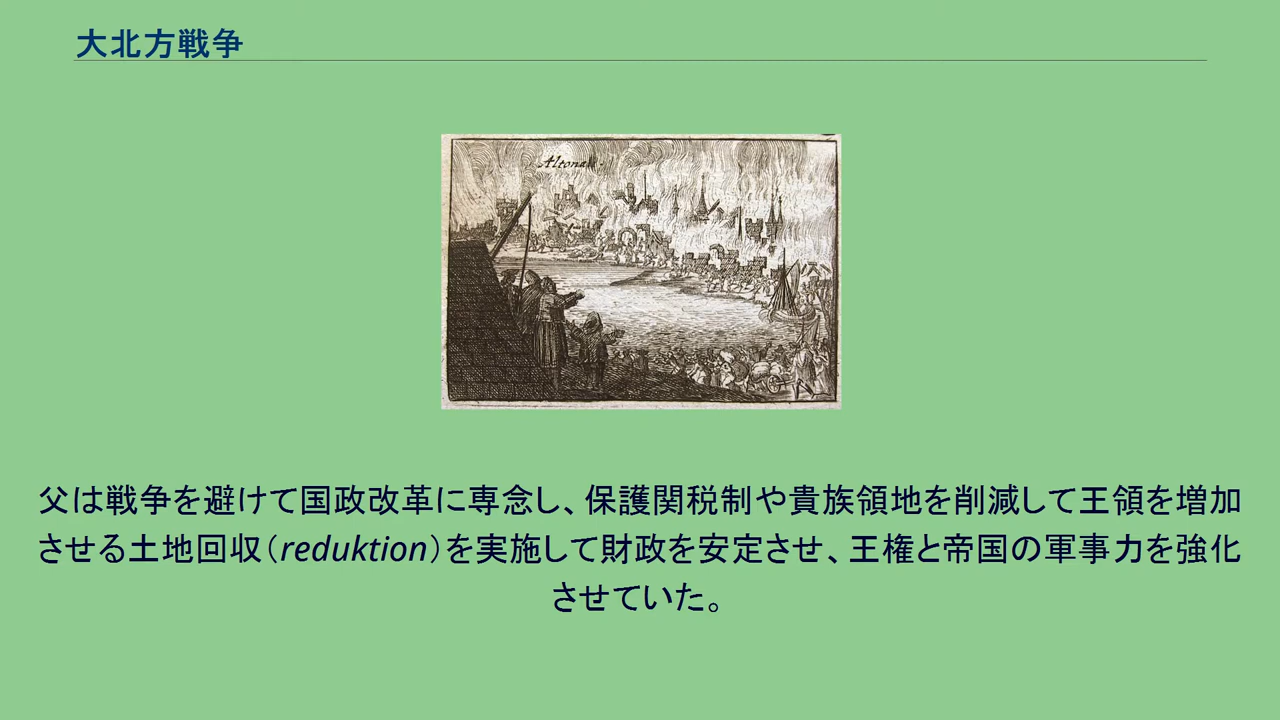 大北方戦争
Altona
父は戦争を避けて国政改革に専念し、保護関税制や貴族領地を削減して王領を増加
させる土地回収（reduktion）を実施して財政を安定させ、王権と帝国の軍事力を強化
させていた。